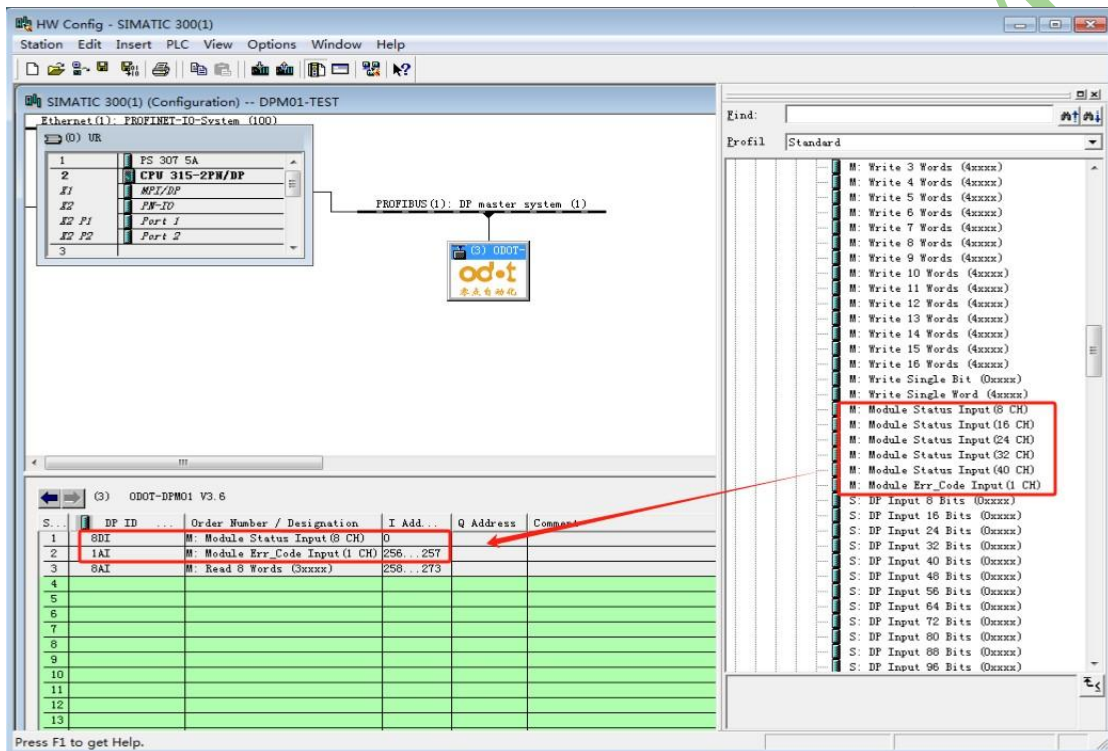 HW Config - SIMATIC 300(1)
Station Edit Insert PLC View Options Window Help
SIMATIC 300(1) (Configuration) -- DPM01-TEST
Ethernet(1): PROFINET-IO-System (100)
(0) UR
1 PS 307 5A
2 CPU 315-2PN/DP
X1 MPI/DP
X2 PN-IO
X2 P1 Port 1
X2 P2 Port 2
3
PROFIBUS(1): DP master system (1)
(3) ODOT-
odot
零点自动化
(3) ODOT-DPM01 V3.6
S... DP ID ... Order Number / Designation I Add... Q Address Comment
1 8DI M: Module Status Input(8 CH) 0
2 1AI M: Module Err_Code Input(1 CH) 256...257
3 8AI M: Read 8 Words (3xxxx) 258...273
4
5
6
7
8
9
10
11
12
13
Find:
Profil Standard
M: Write 3 Words (4xxxx)
M: Write 4 Words (4xxxx)
M: Write 5 Words (4xxxx)
M: Write 6 Words (4xxxx)
M: Write 7 Words (4xxxx)
M: Write 8 Words (4xxxx)
M: Write 9 Words (4xxxx)
M: Write 10 Words (4xxxx)
M: Write 11 Words (4xxxx)
M: Write 12 Words (4xxxx)
M: Write 13 Words (4xxxx)
M: Write 14 Words (4xxxx)
M: Write 15 Words (4xxxx)
M: Write 16 Words (4xxxx)
M: Write Single Bit (0xxxx)
M: Write Single Word (4xxxx)
M: Module Status Input(8 CH)
M: Module Status Input(16 CH)
M: Module Status Input(24 CH)
M: Module Status Input(32 CH)
M: Module Status Input(40 CH)
M: Module Err_Code Input(1 CH)
S: DP Input 8 Bits (0xxxx)
S: DP Input 16 Bits (0xxxx)
S: DP Input 24 Bits (0xxxx)
S: DP Input 32 Bits (0xxxx)
S: DP Input 40 Bits (0xxxx)
S: DP Input 48 Bits (0xxxx)
S: DP Input 56 Bits (0xxxx)
S: DP Input 64 Bits (0xxxx)
S: DP Input 72 Bits (0xxxx)
S: DP Input 80 Bits (0xxxx)
S: DP Input 88 Bits (0xxxx)
S: DP Input 96 Bits (0xxxx)
Press F1 to get Help.